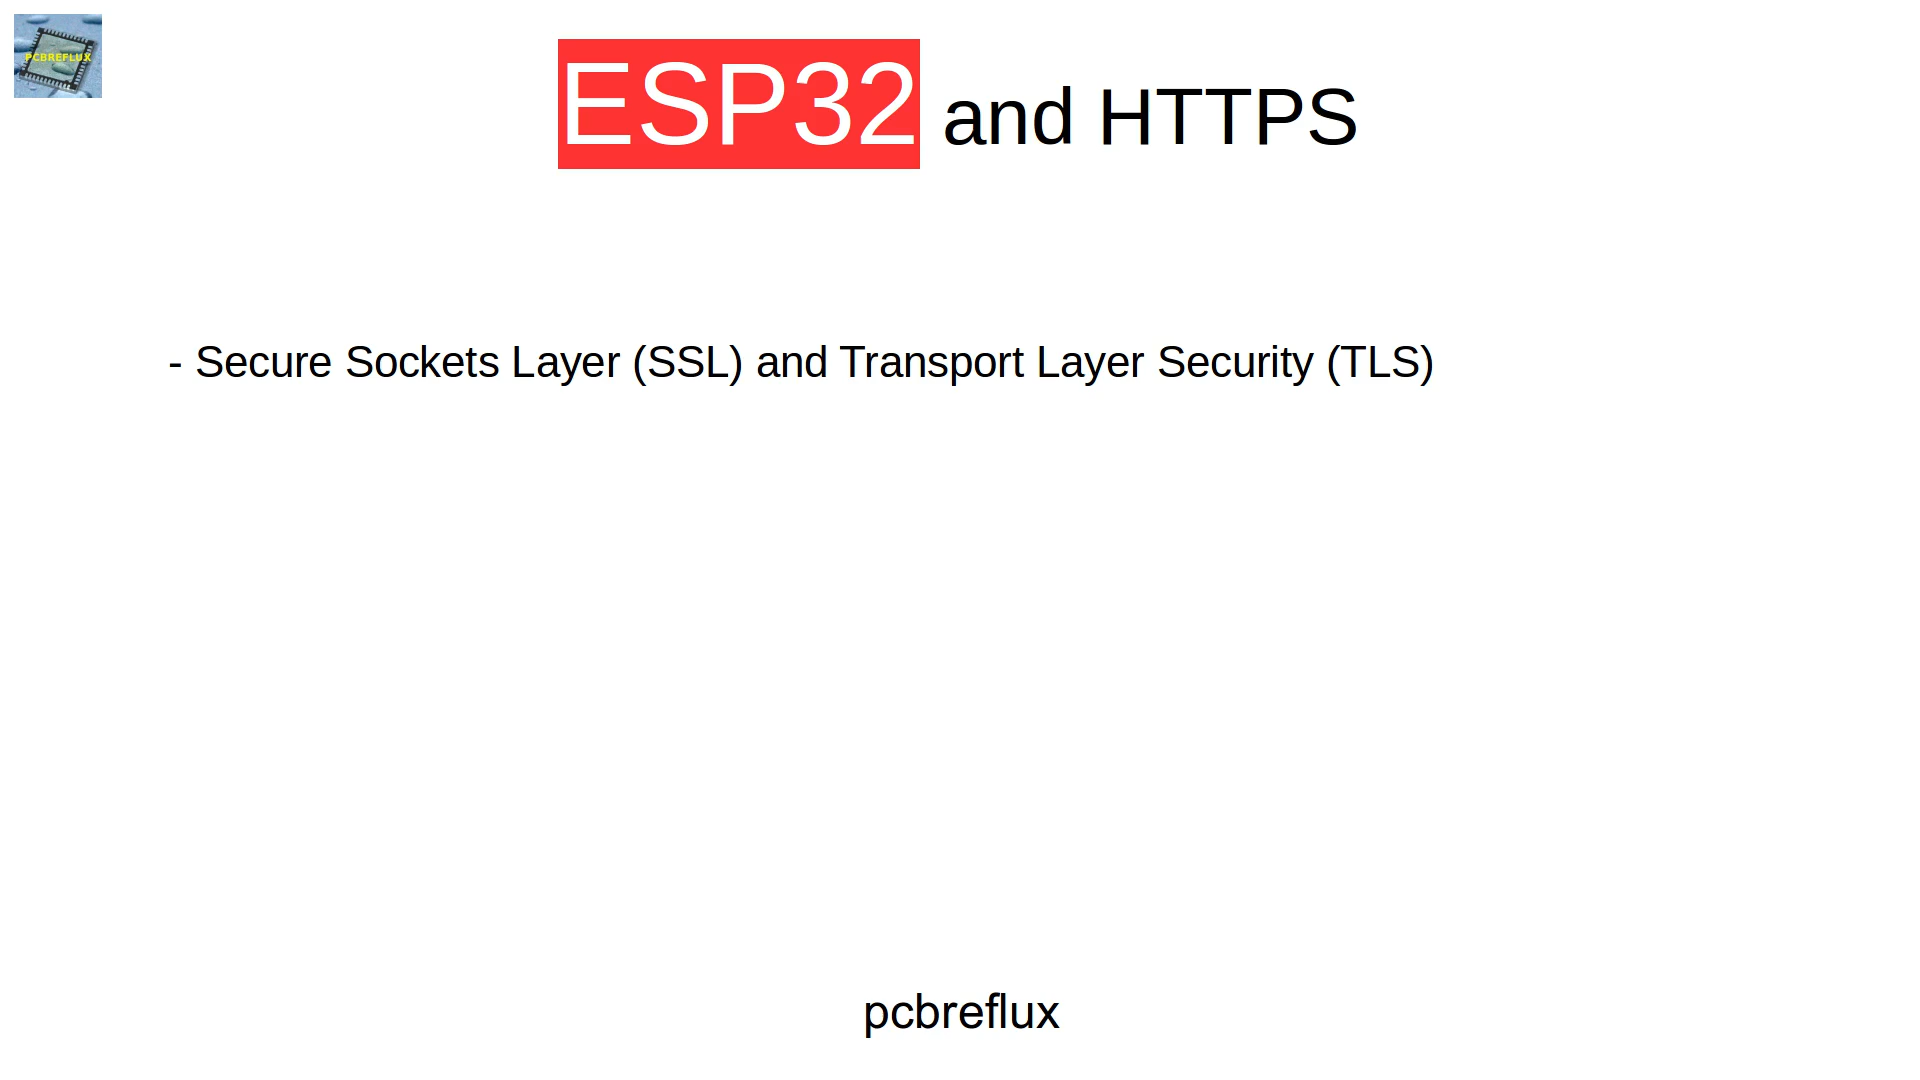 PCBREFLUX
ESP32 and HTTPS
- Secure Sockets Layer (SSL) and Transport Layer Security (TLS)
pcbreflux